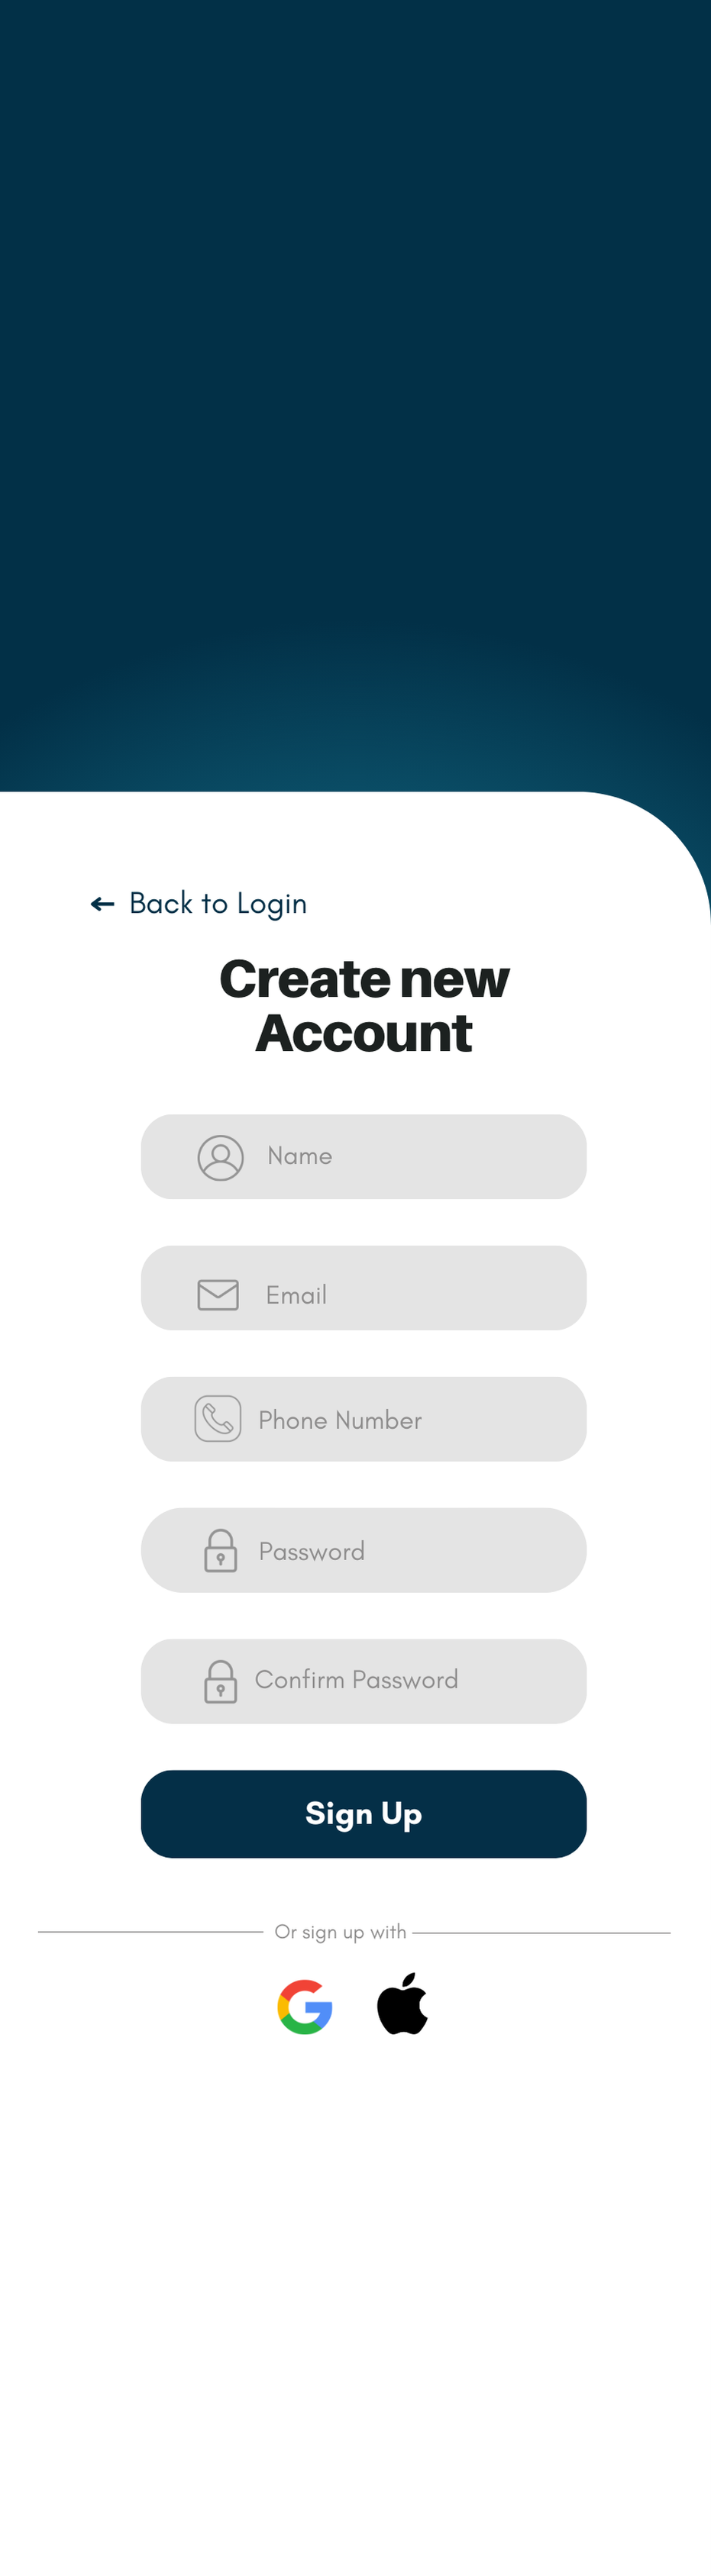 Back to Login
Create new
Account
Name
Email
Phone Number
Password
Confirm Password
Sign Up
Or sign up with